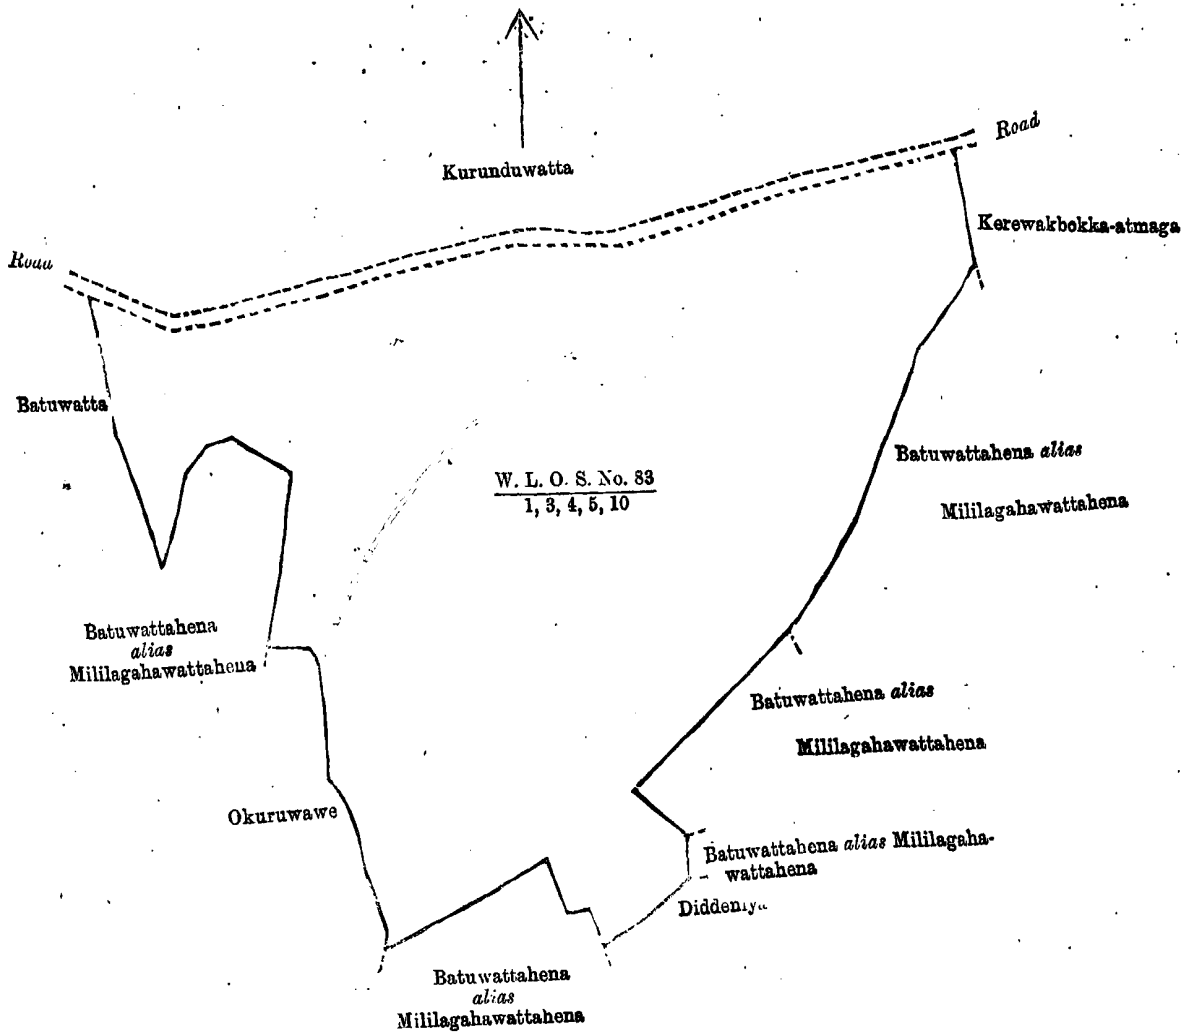 Road
Kurunduwatta
Kerewakbokka-atmaga
Road
Batuwatta
Batuwattahena alias
Mililagahawattahena
W. L. O. S. No. 83
1, 3, 4, 5, 10
Batuwattahena
alias
Mililagahawattahena
Batuwattahena alias
Mililagahawattahena
Okuruwawe
Batuwattahena alias Mililagaha-
wattahena
Batuwattahena
alias
Mililagahawattahena